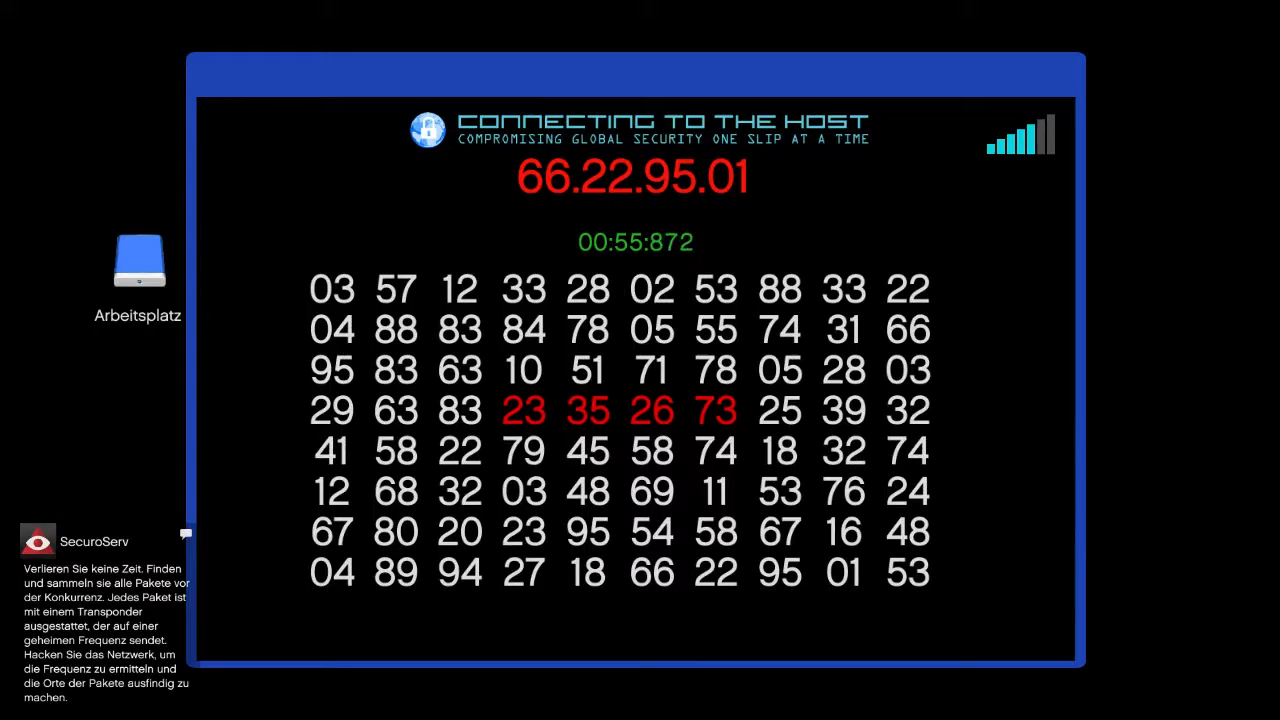 CONNECTING TO THE HOST
COMPROMISING GLOBAL SECURITY ONE SLIP AT A TIME
66.22.95.01
00:55:872
03 57 12 33 28 02 53 88 33 22
04 88 83 84 78 05 55 74 31 66
95 83 63 10 51 71 78 05 28 03
29 63 83 23 35 26 73 25 39 32
41 58 22 79 45 58 74 18 32 74
12 68 32 03 48 69 11 53 76 24
67 80 20 23 95 54 58 67 16 48
04 89 94 27 18 66 22 95 01 53
Arbeitsplatz
SecuroServ
Verlieren Sie keine Zeit. Finden
und sammeln sie alle Pakete vor
der Konkurrenz. Jedes Paket ist
mit einem Transponder
ausgestattet, der auf einer
geheimen Frequenz sendet.
Hacken Sie das Netzwerk, um
die Frequenz zu ermitteln und
die Orte der Pakete ausfindig zu
machen.